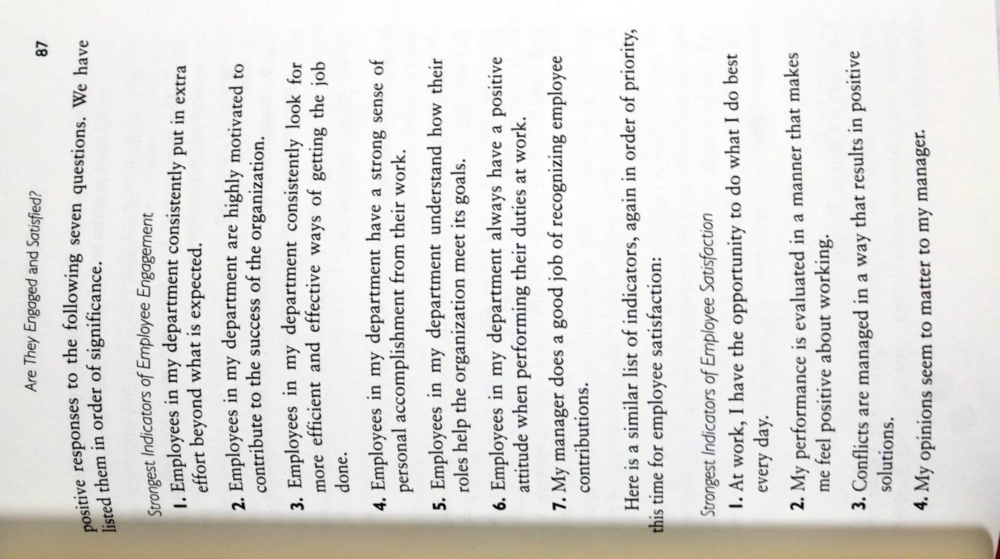 Are They Engaged and Satisfied? 87
positive responses to the following seven questions. We have
listed them in order of significance.
Strongest Indicators of Employee Engagement
1. Employees in my department consistently put in extra
effort beyond what is expected.
2. Employees in my department are highly motivated to
contribute to the success of the organization.
3. Employees in my department consistently look for
more efficient and effective ways of getting the job
done.
4. Employees in my department have a strong sense of
personal accomplishment from their work.
5. Employees in my department understand how their
roles help the organization meet its goals.
6. Employees in my department always have a positive
attitude when performing their duties at work.
7. My manager does a good job of recognizing employee
contributions.
Here is a similar list of indicators, again in order of priority,
this time for employee satisfaction:
Strongest Indicators of Employee Satisfaction
1. At work, I have the opportunity to do what I do best
every day.
2. My performance is evaluated in a manner that makes
me feel positive about working.
3. Conflicts are managed in a way that results in positive
solutions.
4. My opinions seem to matter to my manager.